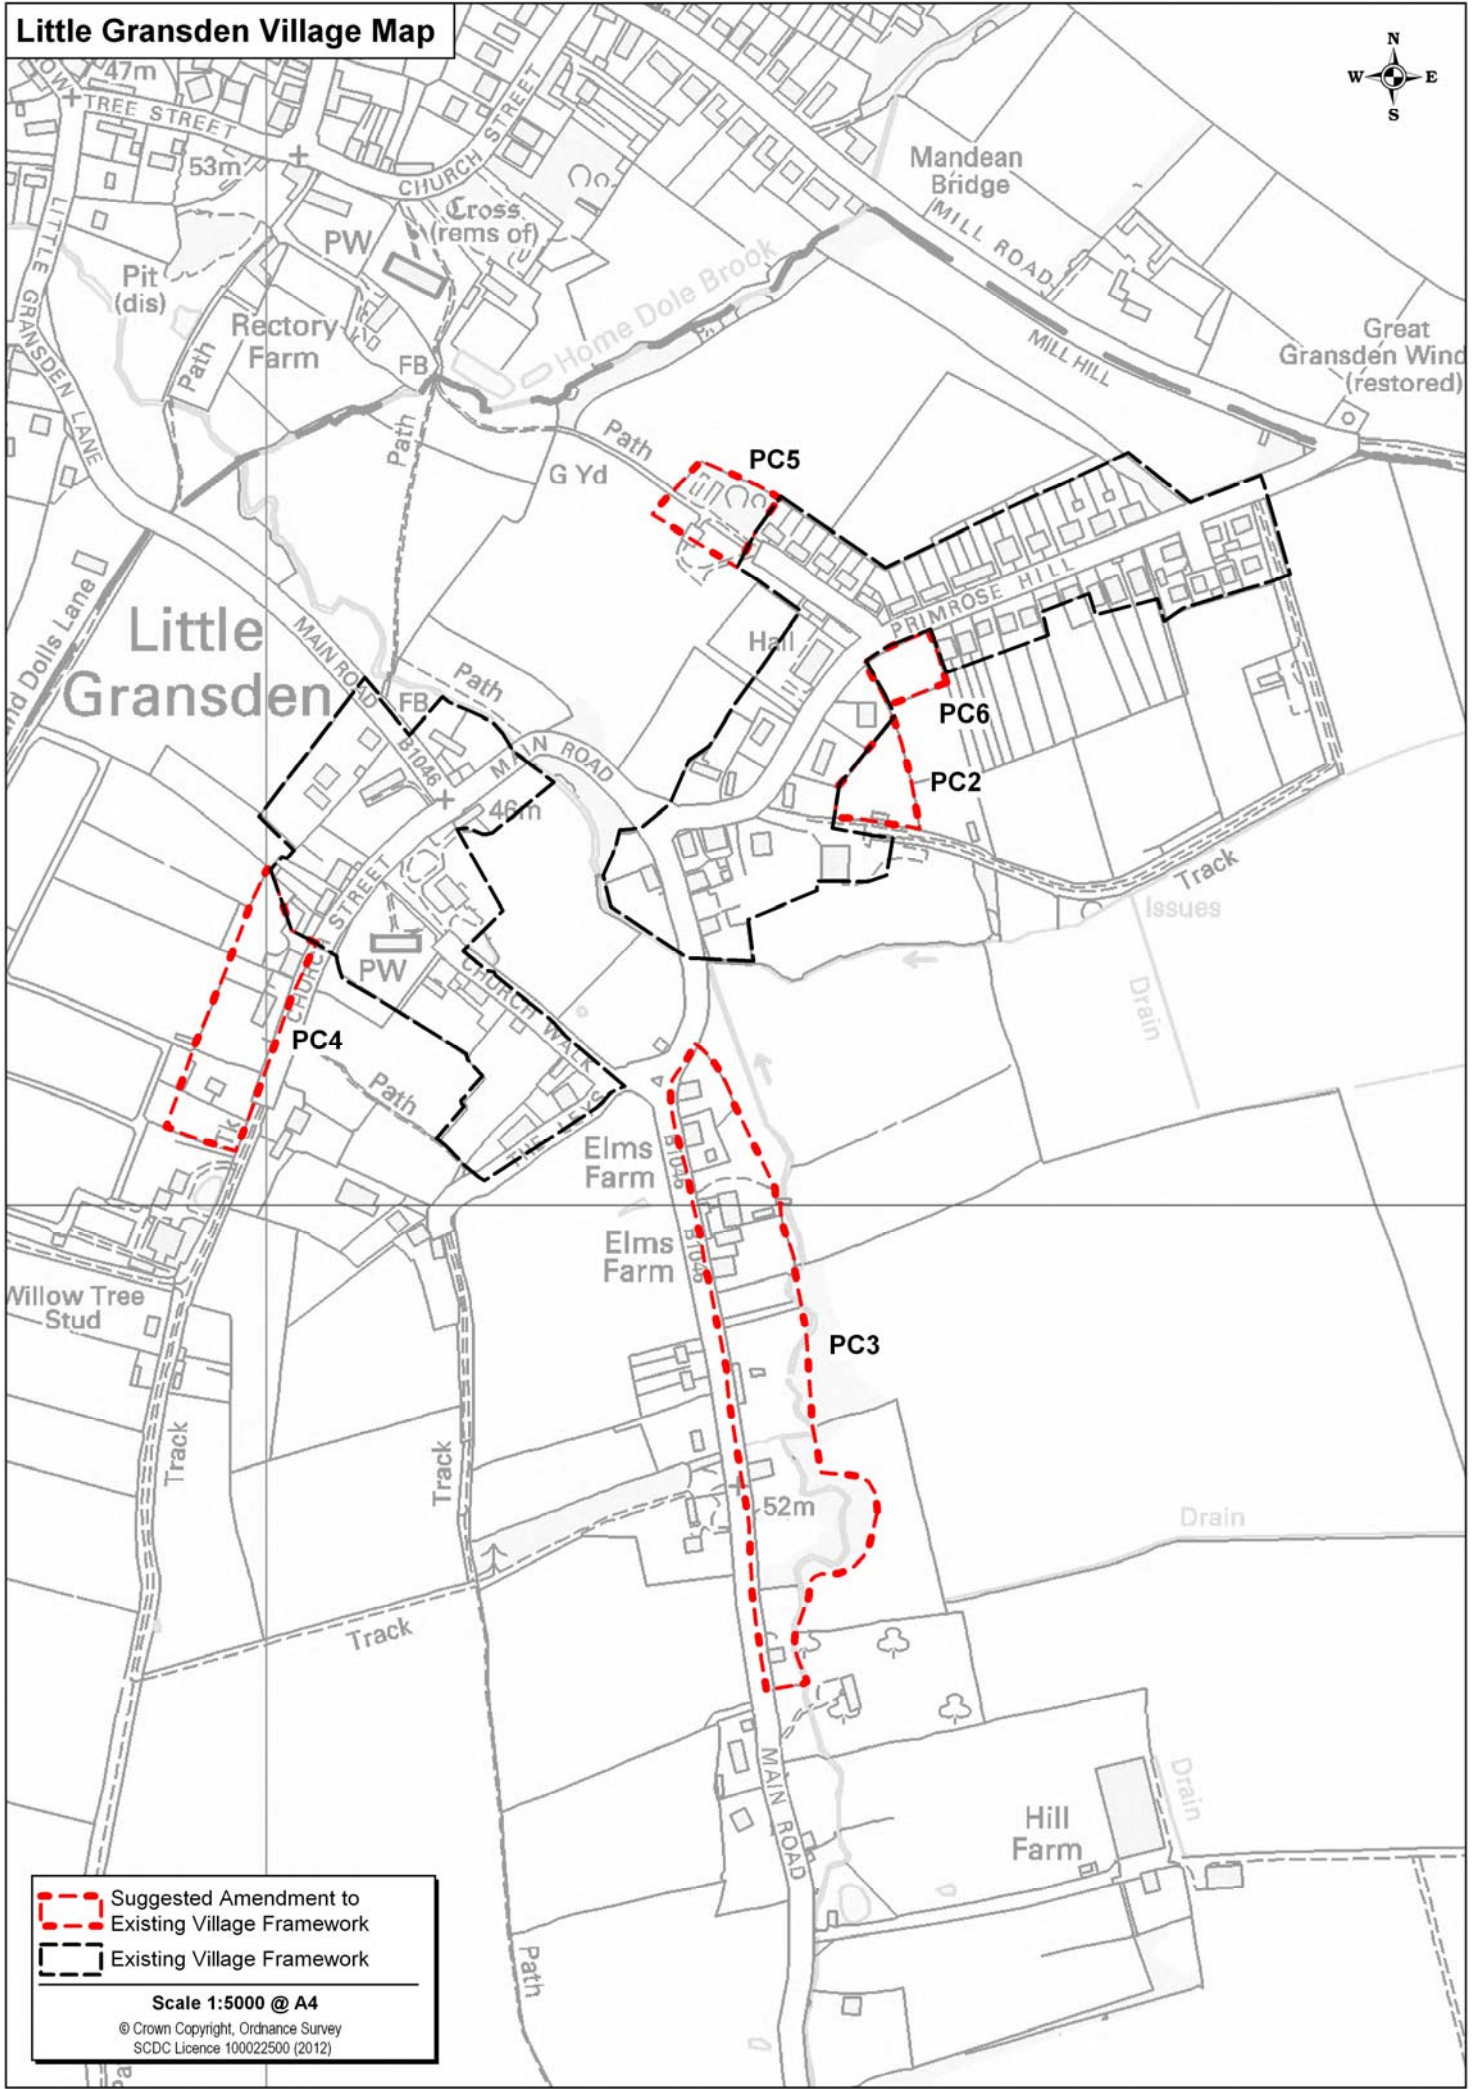 Little Gransden Village Map
N
W E
S
47m
TREE STREET
53m
CHURCH STREET
LITTLE GRANSDEN LANE
Cross
(rems of)
PW
Pit
(dis)
Rectory
Farm
Path
FB
Path
Home Dole Brook
Mandean
Bridge
MILL ROAD
MILL HILL
Great
Gransden Wind
(restored)
Path
G Yd
PC5
PRIMROSE HILL
Hall
PC6
PC2
Little
Gransden
MAIN ROAD
Path
FB
B1046
MAIN ROAD
46m
Dolls Lane
CHURCH STREET
PW
CHURCH WALK
CHURCH
PC4
Path
Tk
THE LEYS
Track
Issues
Drain
Elms
Farm
B1046
Elms
Farm
B1046
PC3
Willow Tree
Stud
Track
Track
52m
Drain
Track
MAIN ROAD
Hill
Farm
Drain
Path
Suggested Amendment to
Existing Village Framework
Existing Village Framework
Scale 1:5000 @ A4
© Crown Copyright, Ordnance Survey
SCDC Licence 100022500 (2012)